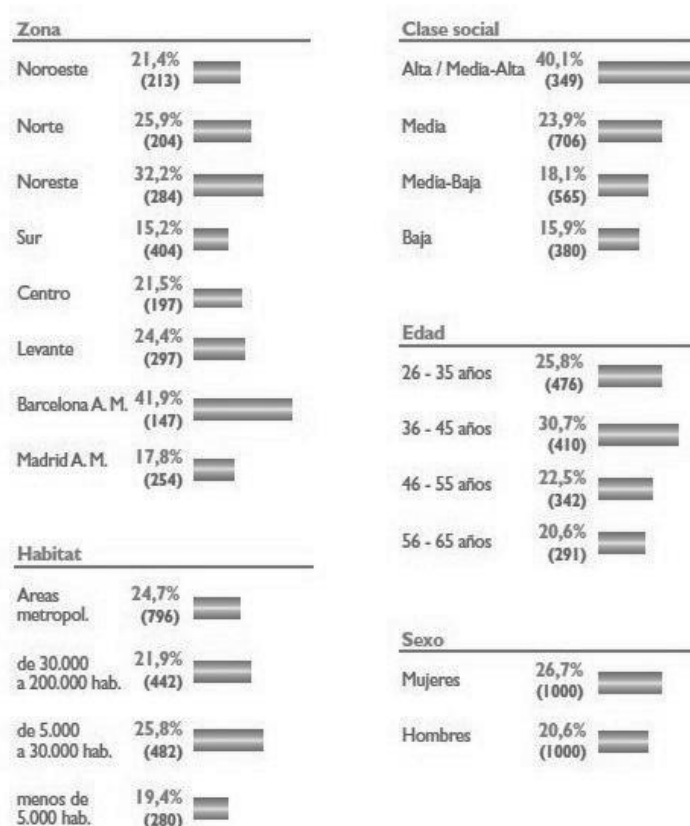 Zona
Noroeste 21,4%
(213)
Norte 25,9%
(204)
Noreste 32,2%
(284)
Sur 15,2%
(404)
Centro 21,5%
(197)
Levante 24,4%
(297)
Barcelona A. M. 41,9%
(147)
Madrid A. M. 17,8%
(254)
Habitat
Areas
metropol. 24,7%
(796)
de 30.000
a 200.000 hab. 21,9%
(442)
de 5.000
a 30.000 hab. 25,8%
(482)
menos de
5.000 hab. 19,4%
(280)
Clase social
Alta / Media-Alta 40,1%
(349)
Media 23,9%
(706)
Media-Baja 18,1%
(565)
Baja 15,9%
(380)
Edad
26 - 35 años 25,8%
(476)
36 - 45 años 30,7%
(410)
46 - 55 años 22,5%
(342)
56 - 65 años 20,6%
(291)
Sexo
Mujeres 26,7%
(1000)
Hombres 20,6%
(1000)